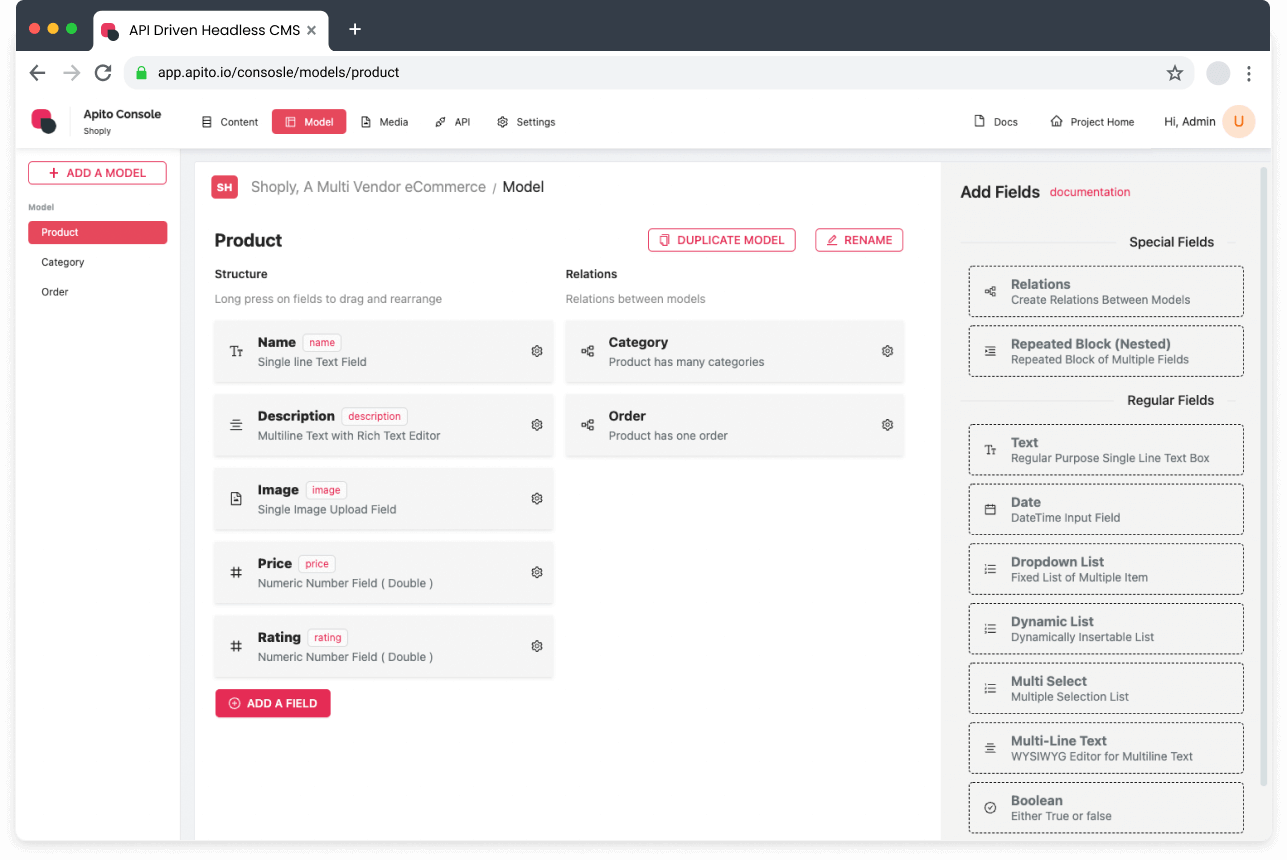 API Driven Headless CMS
app.apito.io/consosle/models/product
Apito Console
Shoply
Content
Model
Media
API
Settings
Docs
Project Home
Hi, Admin
U
ADD A MODEL
Model
Product
Category
Order
SH
Shoply, A Multi Vendor eCommerce / Model
Product
DUPLICATE MODEL
RENAME
Structure
Long press on fields to drag and rearrange
Name name
Single line Text Field
Description description
Multiline Text with Rich Text Editor
Image image
Single Image Upload Field
Price price
Numeric Number Field ( Double )
Rating rating
Numeric Number Field ( Double )
ADD A FIELD
Relations
Relations between models
Category
Product has many categories
Order
Product has one order
Add Fields documentation
Special Fields
Relations
Create Relations Between Models
Repeated Block (Nested)
Repeated Block of Multiple Fields
Regular Fields
Text
Regular Purpose Single Line Text Box
Date
DateTime Input Field
Dropdown List
Fixed List of Multiple Item
Dynamic List
Dynamically Insertable List
Multi Select
Multiple Selection List
Multi-Line Text
WYSIWYG Editor for Multiline Text
Boolean
Either True or false